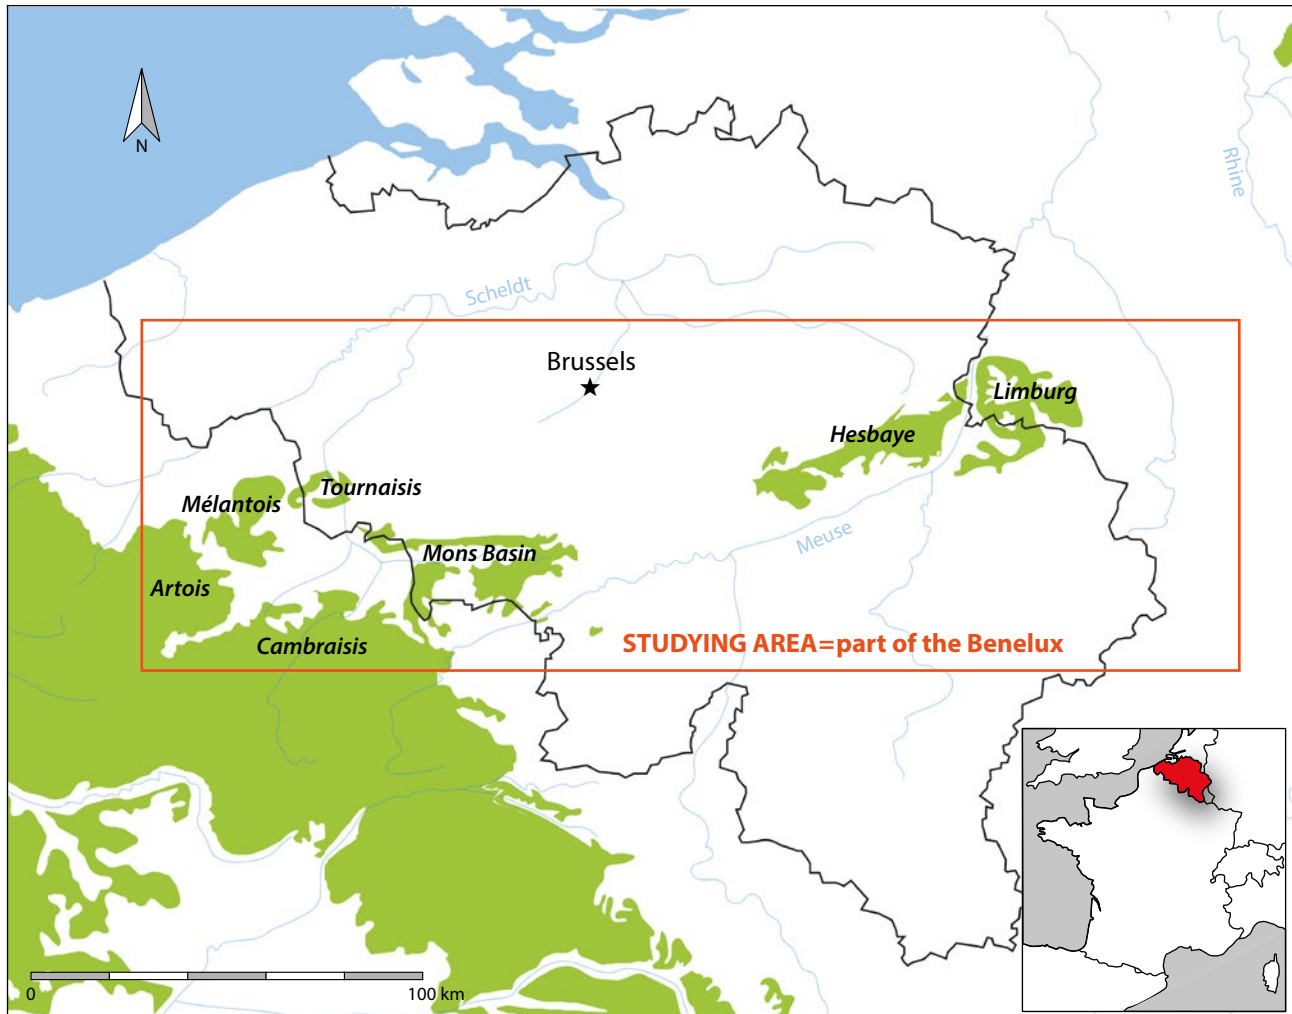 N
Rhine
Scheldt
Brussels
Limburg
Hesbaye
Tournaisis
Mélantois
Meuse
Mons Basin
Artois
Cambraisis
STUDYING AREA=part of the Benelux
0
100 km